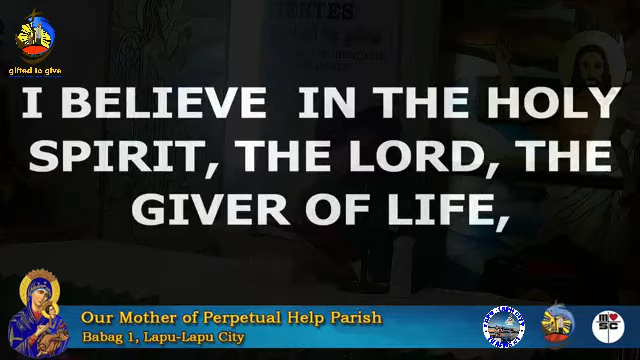 gifted to give
I BELIEVE IN THE HOLY
SPIRIT, THE LORD, THE
GIVER OF LIFE,
Our Mother of Perpetual Help Parish
Babag 1, Lapu-Lapu City